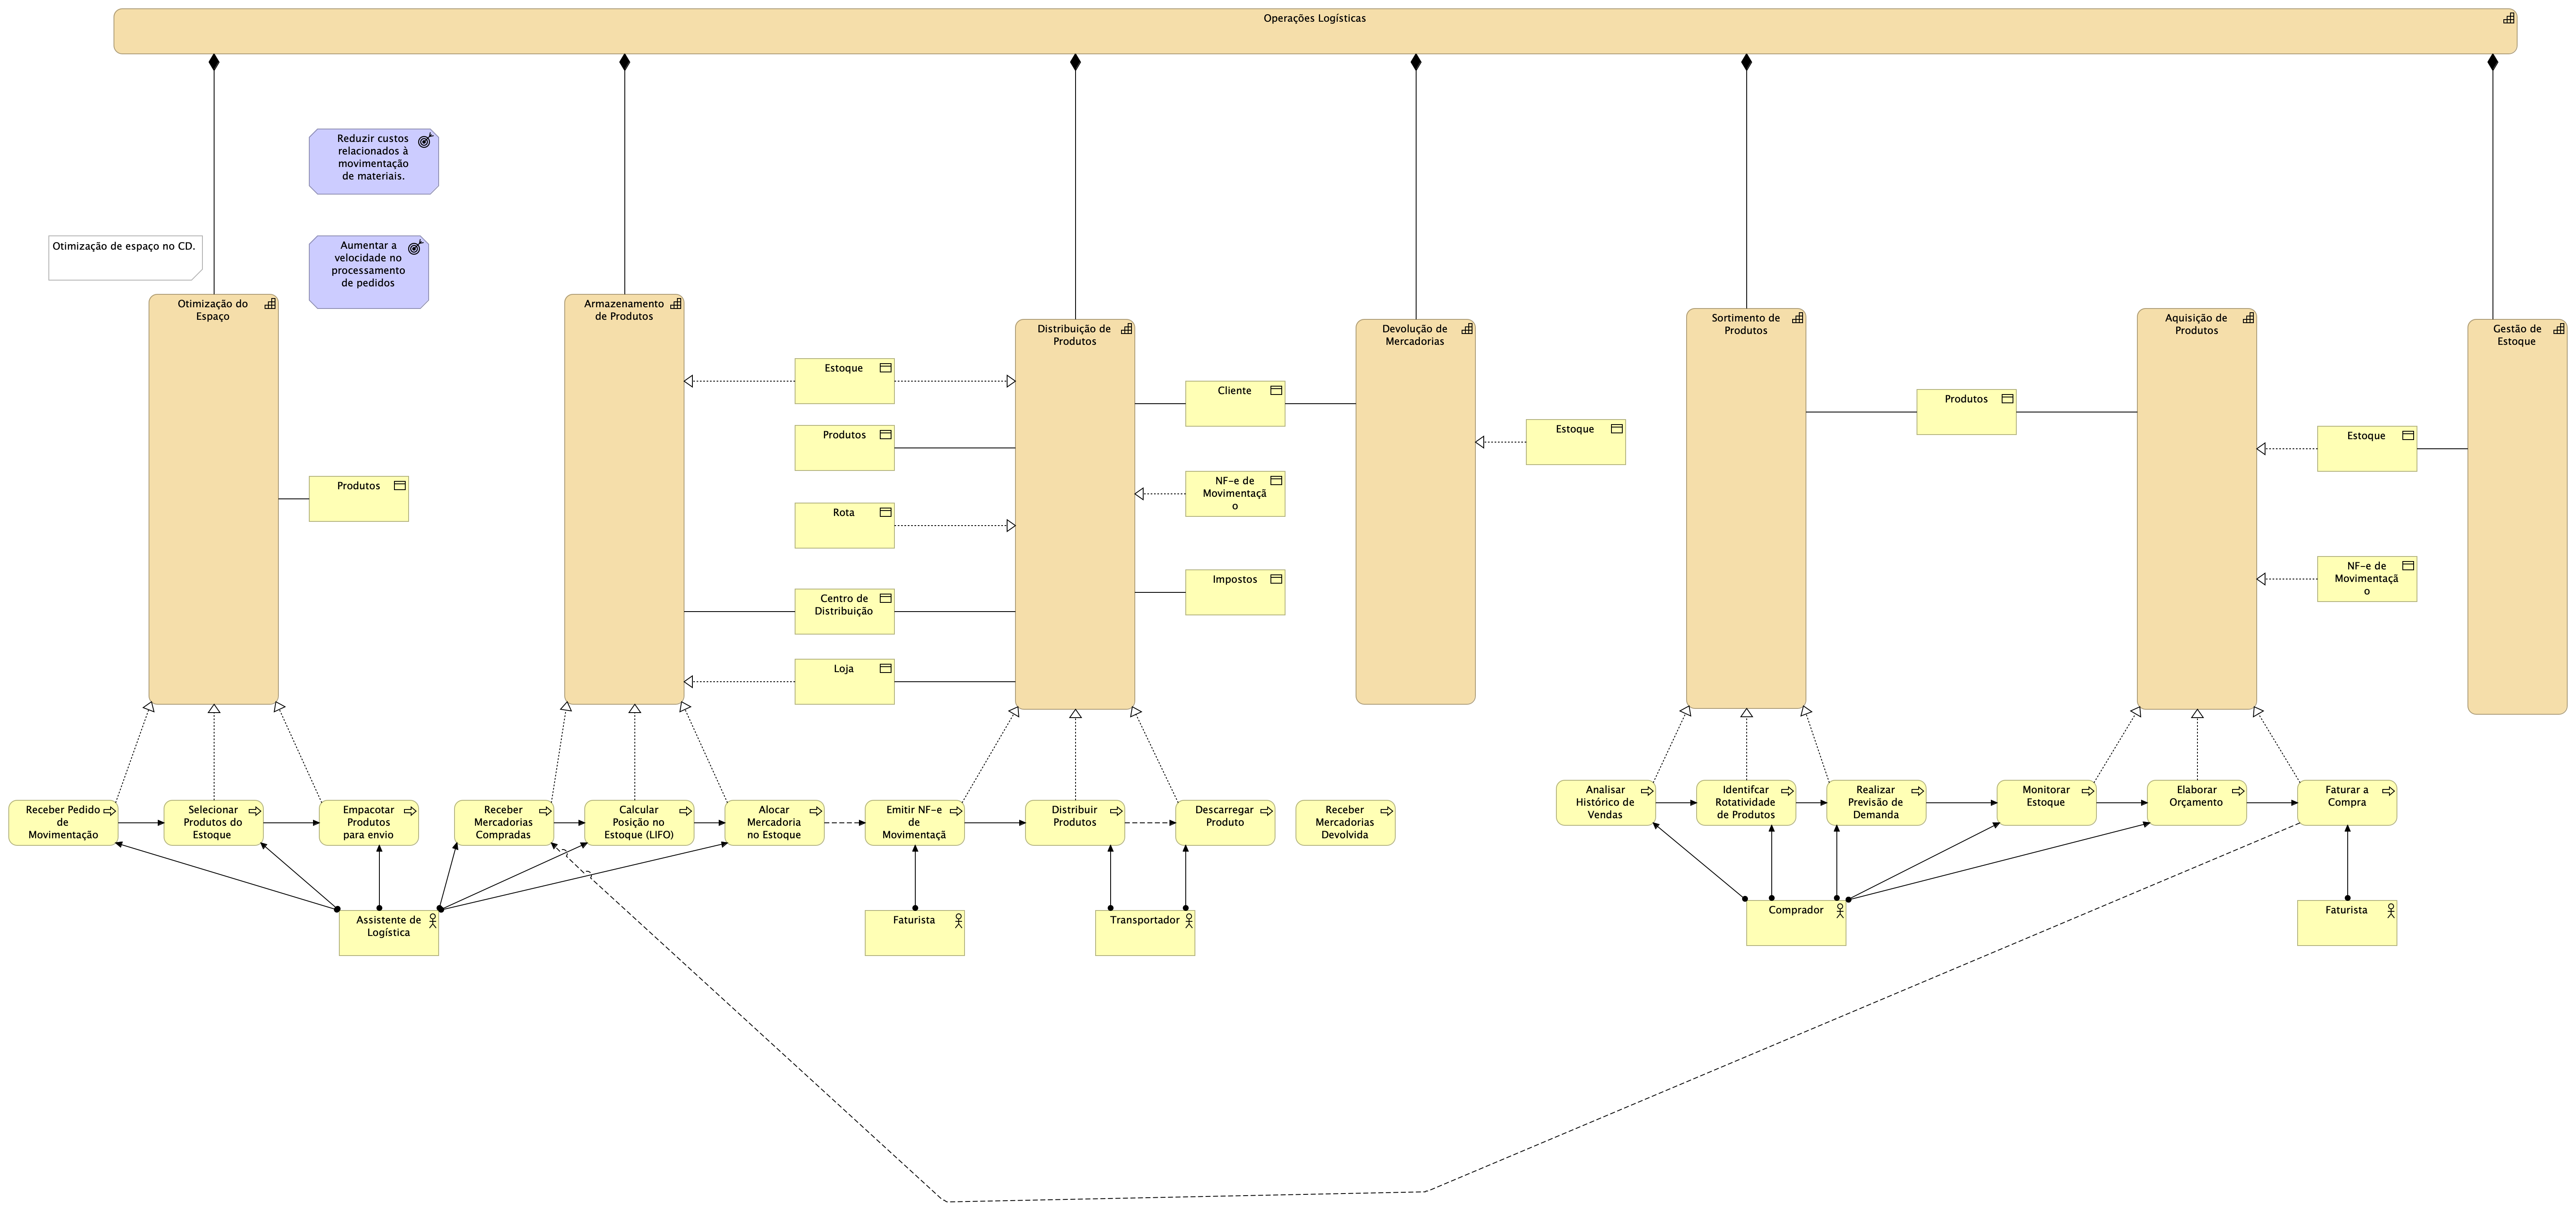 Operações Logísticas
Reduzir custos
relacionados à
movimentação
de materiais.
Otimização de espaço no CD.
Aumentar a
velocidade no
processamento
de pedidos
Otimização do
Espaço
Armazenamento
de Produtos
Distribuição de
Produtos
Devolução de
Mercadorias
Sortimento de
Produtos
Aquisição de
Produtos
Gestão de
Estoque
Estoque
Produtos
Rota
Centro de
Distribuição
Loja
Cliente
NF-e de
Movimentaçã
o
Impostos
Estoque
Produtos
Estoque
NF-e de
Movimentaçã
o
Produtos
Receber Pedido
de
Movimentação
Selecionar
Produtos do
Estoque
Empacotar
Produtos
para envio
Receber
Mercadorias
Compradas
Calcular
Posição no
Estoque (LIFO)
Alocar
Mercadoria
no Estoque
Emitir NF-e
de
Movimentaçã
Distribuir
Produtos
Descarregar
Produto
Receber
Mercadorias
Devolvida
Analisar
Histórico de
Vendas
Identifcar
Rotatividade
de Produtos
Realizar
Previsão de
Demanda
Monitorar
Estoque
Elaborar
Orçamento
Faturar a
Compra
Assistente de
Logística
Faturista
Transportador
Comprador
Faturista